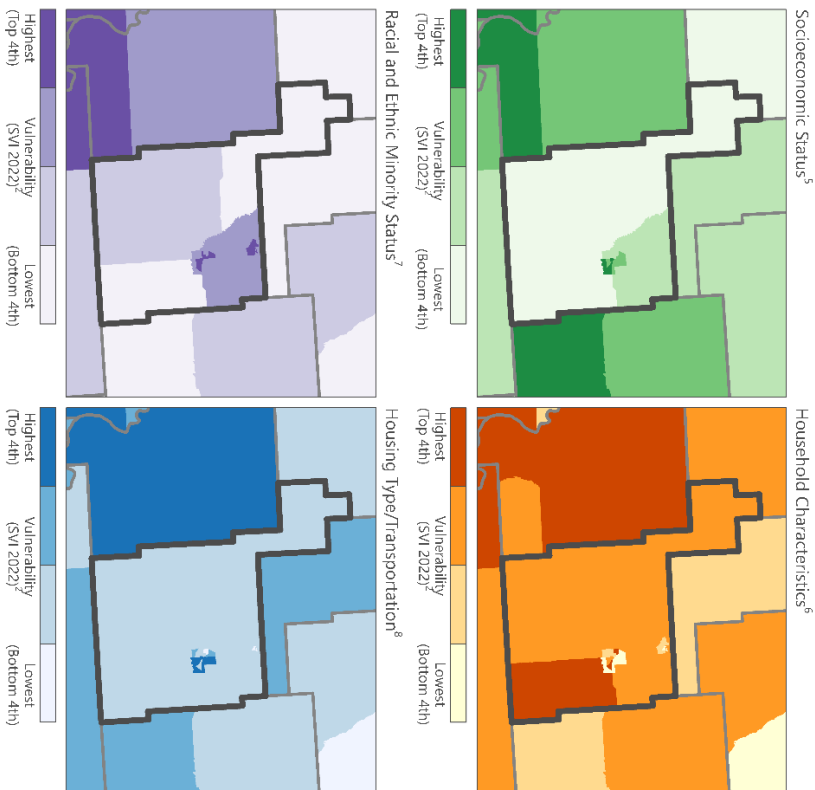 Socioeconomic Status⁵
Highest
(Top 4th)
Vulnerability
(SVI 2022)²
Lowest
(Bottom 4th)
Household Characteristics⁶
Highest
(Top 4th)
Vulnerability
(SVI 2022)²
Lowest
(Bottom 4th)
Racial and Ethnic Minority Status⁷
Highest
(Top 4th)
Vulnerability
(SVI 2022)²
Lowest
(Bottom 4th)
Housing Type/Transportation⁸
Highest
(Top 4th)
Vulnerability
(SVI 2022)²
Lowest
(Bottom 4th)